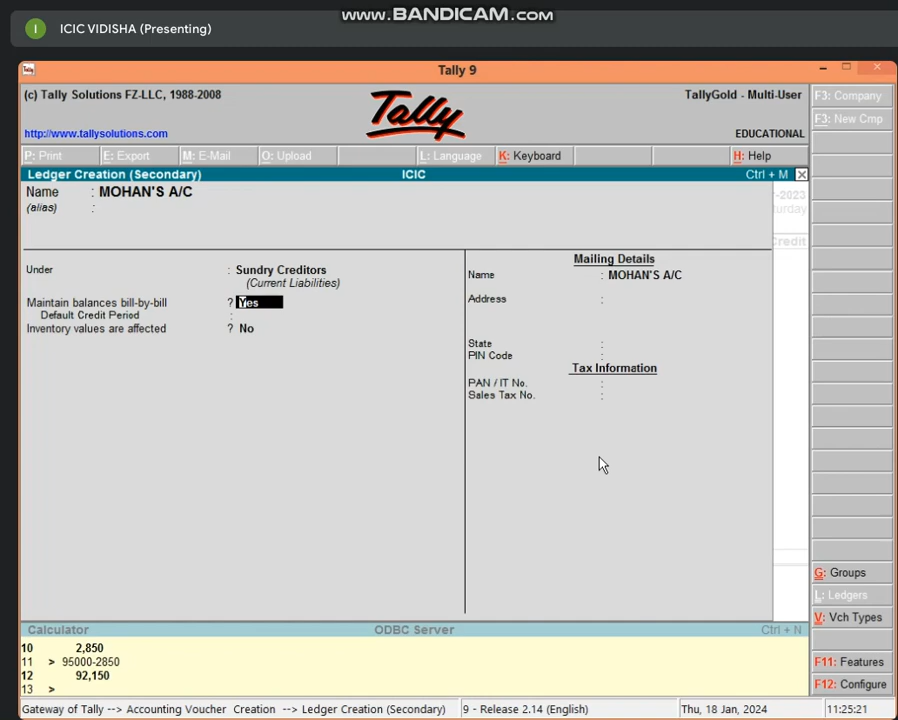 www.BANDICAM.com
I ICIC VIDISHA (Presenting)
Tally 9
(c) Tally Solutions FZ-LLC, 1988-2008
Tally
TallyGold - Multi-User
http://www.tallysolutions.com
EDUCATIONAL
P: Print E: Export M: E-Mail O: Upload L: Language K: Keyboard H: Help
Ledger Creation (Secondary) ICIC Ctrl + M
Name : MOHAN'S A/C
(alias) :
Under : Sundry Creditors
(Current Liabilities)
Maintain balances bill-by-bill ? Yes
Default Credit Period :
Inventory values are affected ? No
Mailing Details
Name : MOHAN'S A/C
Address :
State :
PIN Code :
Tax Information
PAN / IT No. :
Sales Tax No. :
-2023
urday
Credit
F3: Company
F3: New Cmp
G: Groups
L: Ledgers
V: Vch Types
F11: Features
F12: Configure
Calculator ODBC Server Ctrl + N
10 2,850
11 > 95000-2850
12 92,150
13 >
Gateway of Tally --> Accounting Voucher Creation --> Ledger Creation (Secondary) 9 - Release 2.14 (English) Thu, 18 Jan, 2024 11:25:21